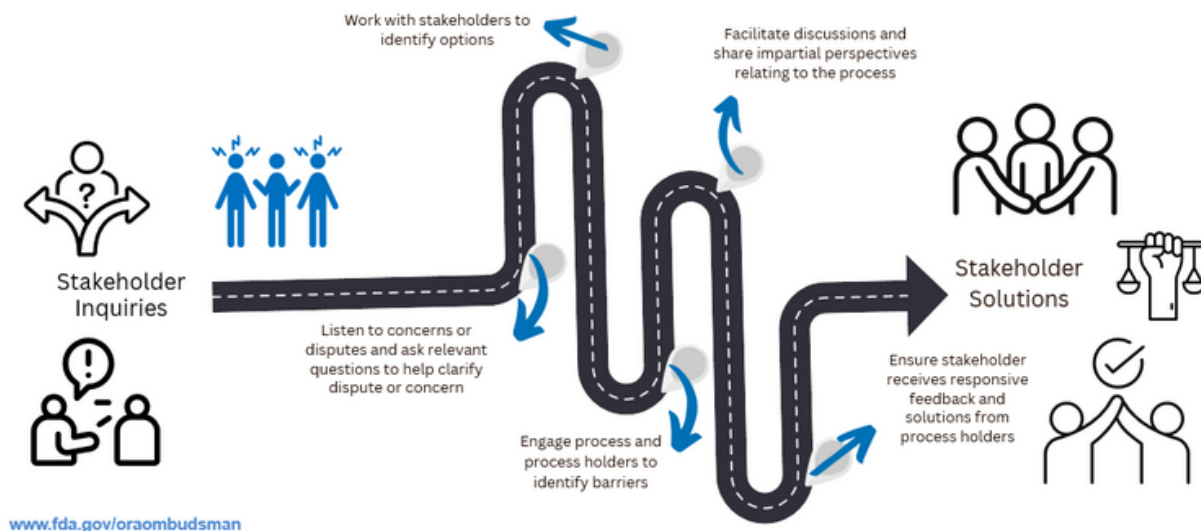 Work with stakeholders to
identify options
Facilitate discussions and
share impartial perspectives
relating to the process
?
Stakeholder
Inquiries
Stakeholder
Solutions
Listen to concerns or
disputes and ask relevant
questions to help clarify
dispute or concern
!
Ensure stakeholder
receives responsive
feedback and
solutions from
process holders
Engage process and
process holders to
identify barriers
www.fda.gov/oraombudsman